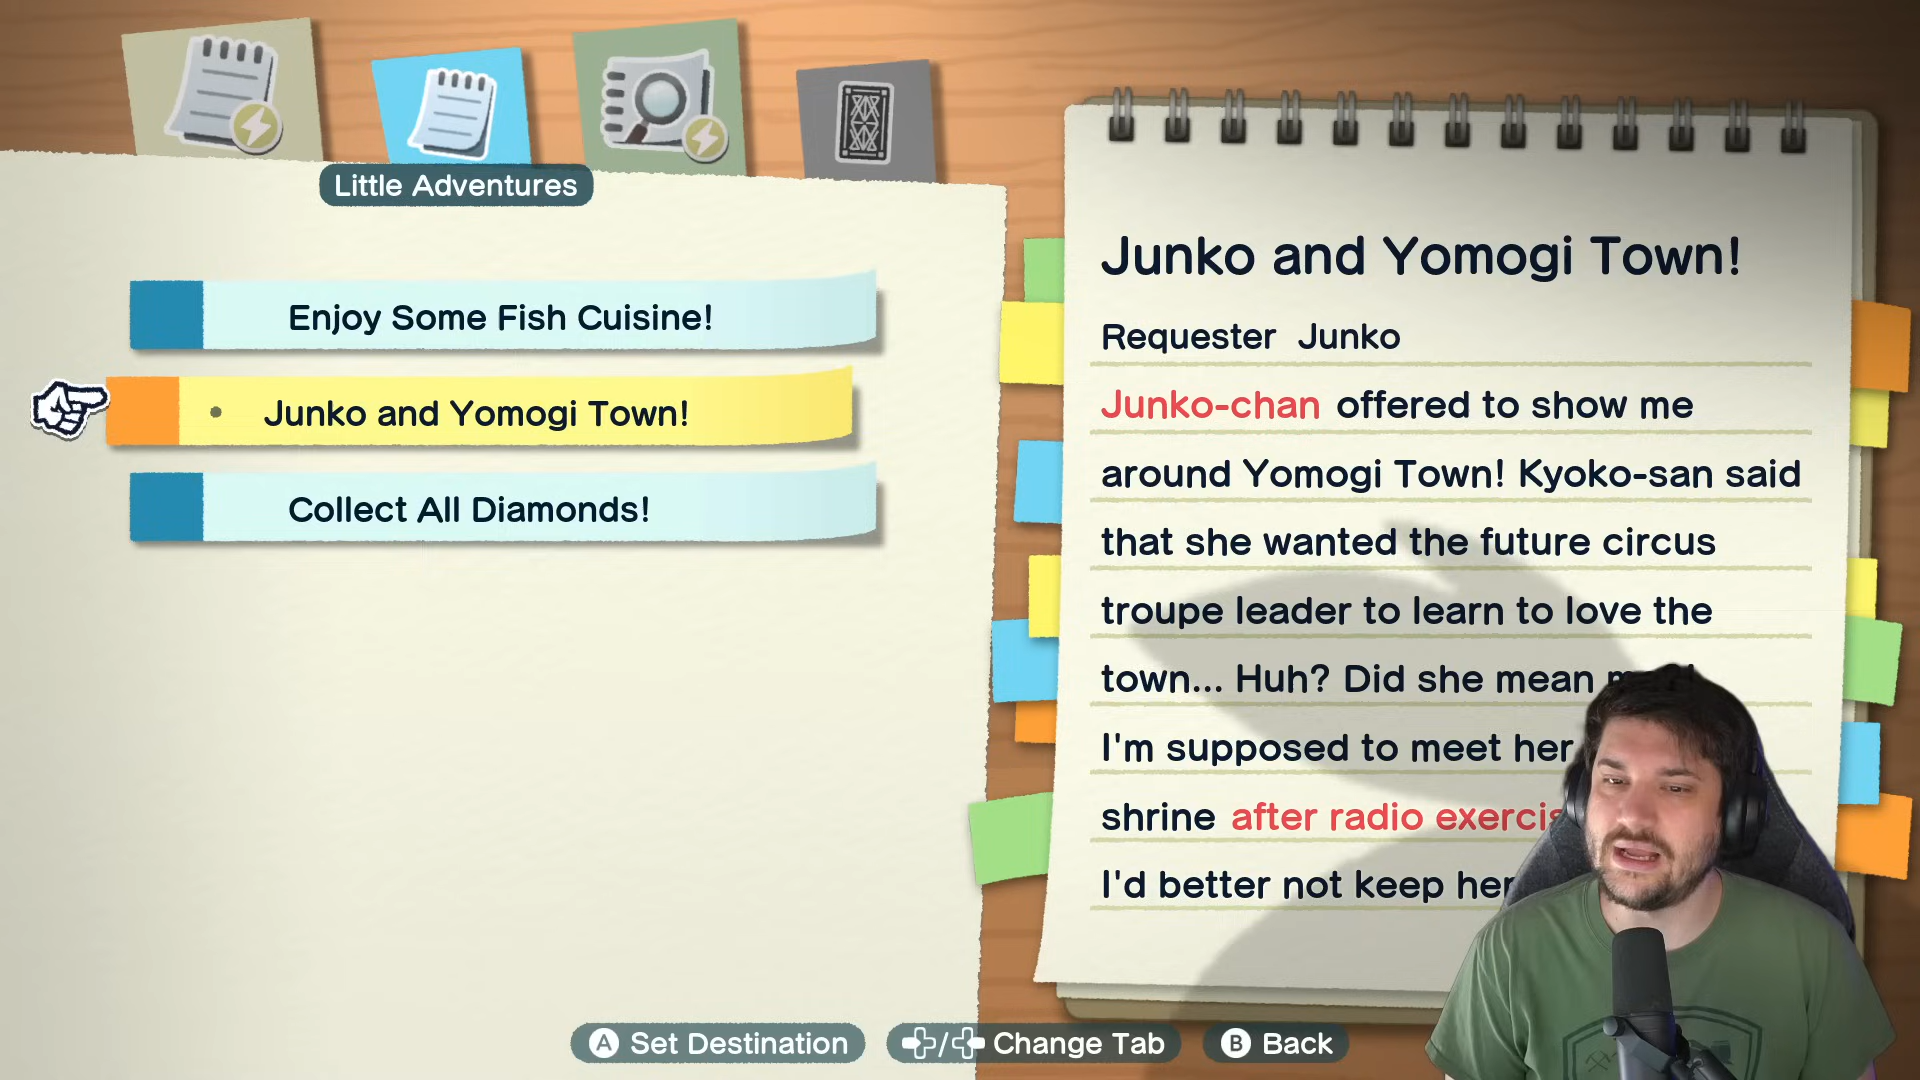 Little Adventures
Enjoy Some Fish Cuisine!
Junko and Yomogi Town!
Collect All Diamonds!
Junko and Yomogi Town!
Requester Junko
Junko-chan offered to show me
around Yomogi Town! Kyoko-san said
that she wanted the future circus
troupe leader to learn to love the
town... Huh? Did she mean
I'm supposed to meet her
shrine after radio
I'd better not keep her
A Set Destination
/ Change Tab
B Back